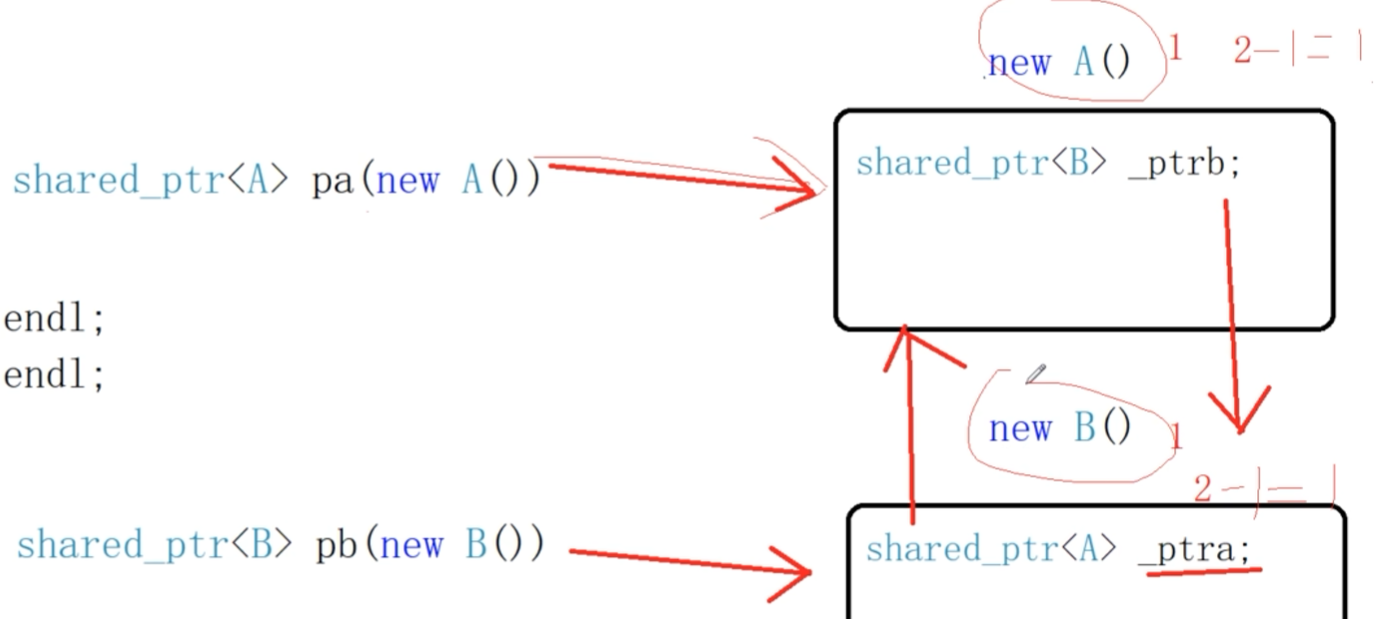 new A() 1 2-1=1
shared_ptr<A> pa(new A())
shared_ptr<B> _ptrb;
endl;
endl;
new B() 1
2-1=1
shared_ptr<B> pb(new B())
shared_ptr<A> _ptra;